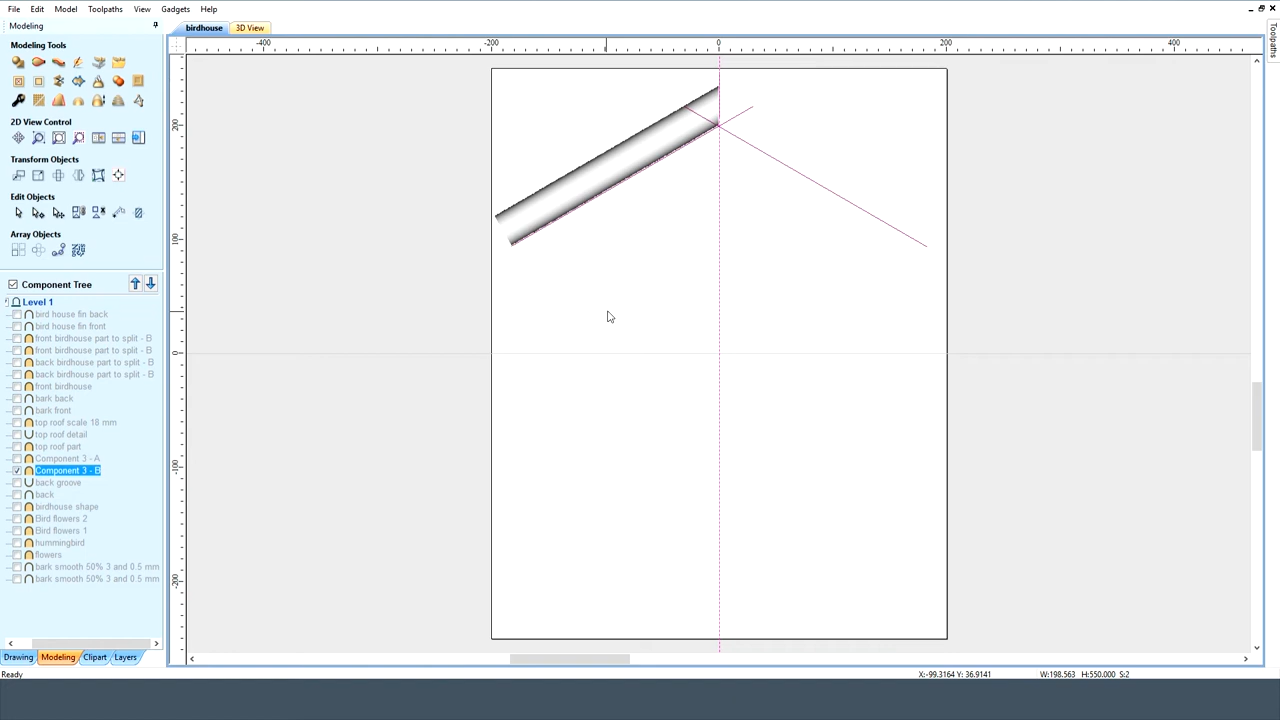 File Edit Model Toolpaths View Gadgets Help
Modeling
birdhouse 3D View
Modeling Tools
2D View Control
Transform Objects
Edit Objects
Array Objects
Component Tree
Level 1
bird house fin back
bird house fin front
front birdhouse part to split - B
front birdhouse part to split - B
back birdhouse part to split - B
back birdhouse part to split - B
front birdhouse
bark back
bark front
top roof scale 18 mm
top roof detail
top roof part
Component 3 - A
Component 3 - B
back groove
back
birdhouse shape
Bird flowers 2
Bird flowers 1
hummingbird
flowers
bark smooth 50% 3 and 0.5 mm
bark smooth 50% 3 and 0.5 mm
Drawing Modeling Clipart Layers
-400 -200 0 200 400
200
100
0
-100
-200
Toolpaths
Ready
X:-99.3164 Y: 36.9141 W:198.563 H:550.000 S:2